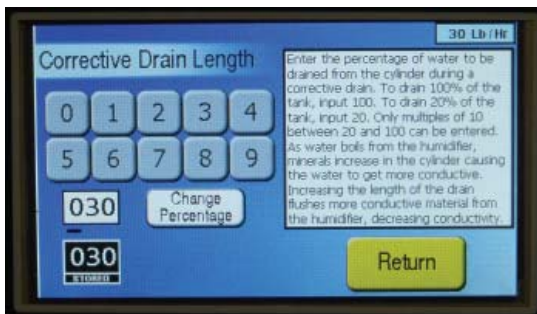 30 Lb/Hr
Corrective Drain Length
Enter the percentage of water to be
drained from the cylinder during a
corrective drain. To drain 100% of the
tank, input 100. To drain 20% of the
tank, input 20. Only multiples of 10
between 20 and 100 can be entered.
As water boils from the humidifier,
minerals increase in the cylinder causing
the water to get more conductive.
Increasing the length of the drain
flushes more conductive material from
the humidifier, decreasing conductivity.
0 1 2 3 4
5 6 7 8 9
030
Change
Percentage
030
STORED
Return